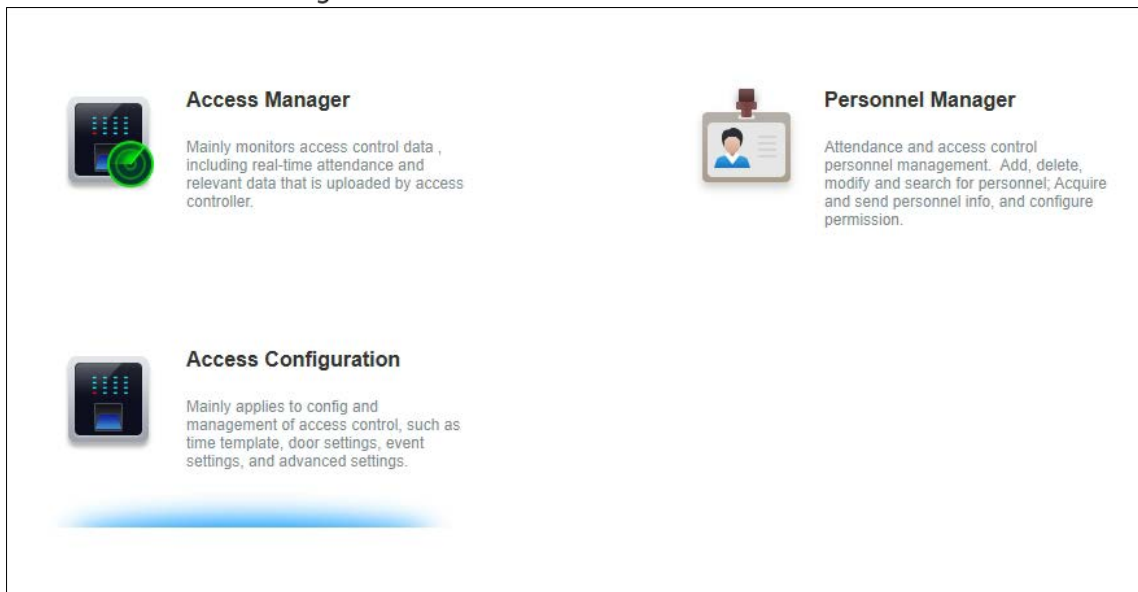 Access Manager
Mainly monitors access control data ,
including real-time attendance and
relevant data that is uploaded by access
controller.
Personnel Manager
Attendance and access control
personnel management.  Add, delete,
modify and search for personnel; Acquire
and send personnel info, and configure
permission.
Access Configuration
Mainly applies to config and
management of access control, such as
time template, door settings, event
settings, and advanced settings.